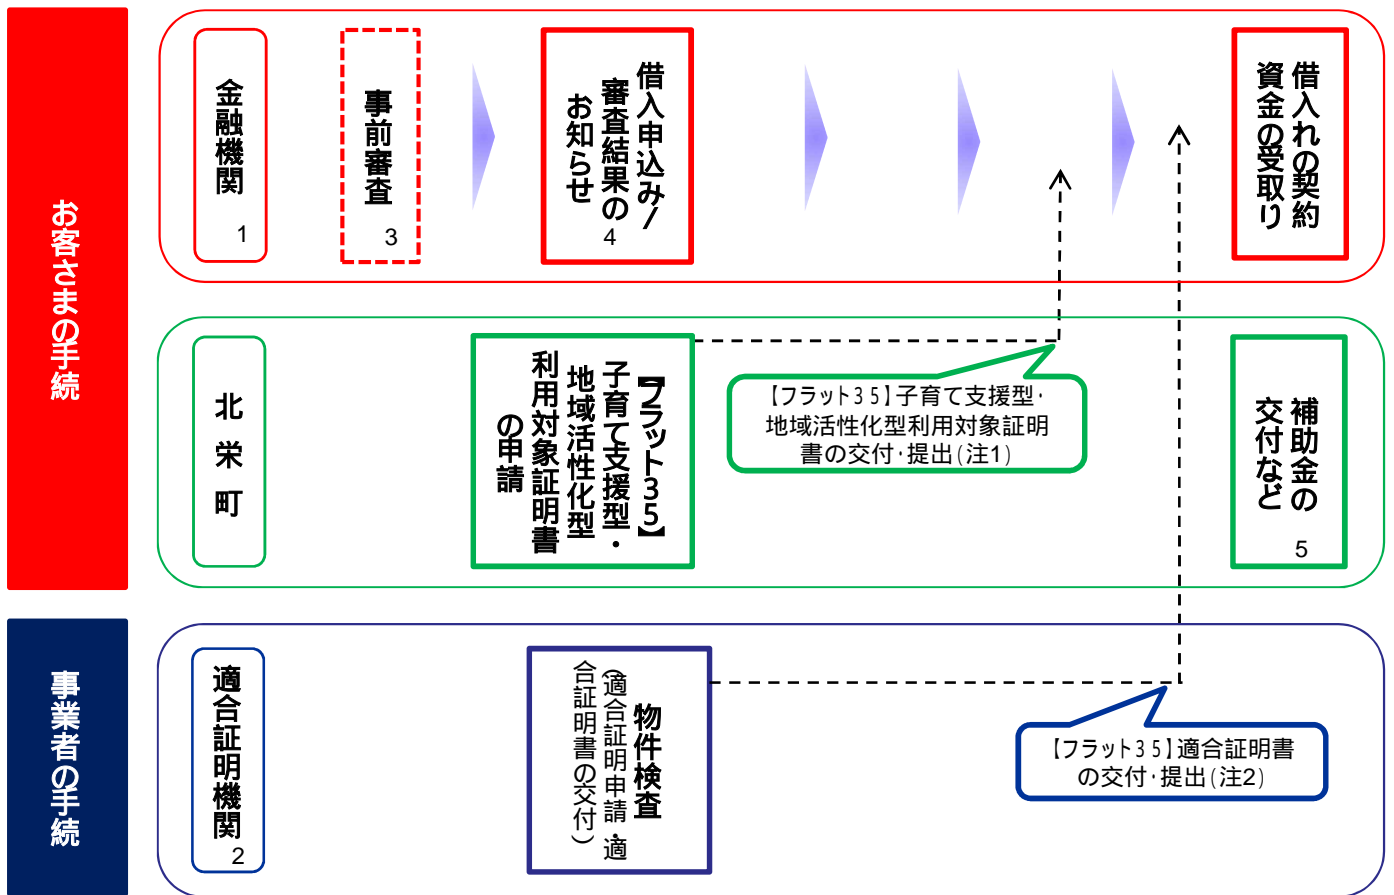 お客さまの手続
金融機関
1
事前審査
3
借入申込み/
審査結果の
お知らせ
4
借入れの契約
資金の受取り
北栄町
【フラット35】
子育て支援型・
地域活性化型
利用対象証明書
の申請
【フラット35】子育て支援型・
地域活性化型利用対象証明
書の交付・提出(注1)
補助金の
交付など
5
事業者の手続
適合証明機関
2
物件検査
(適合証明申請・適
合証明書の交付)
【フラット35】適合証明書
の交付・提出(注2)